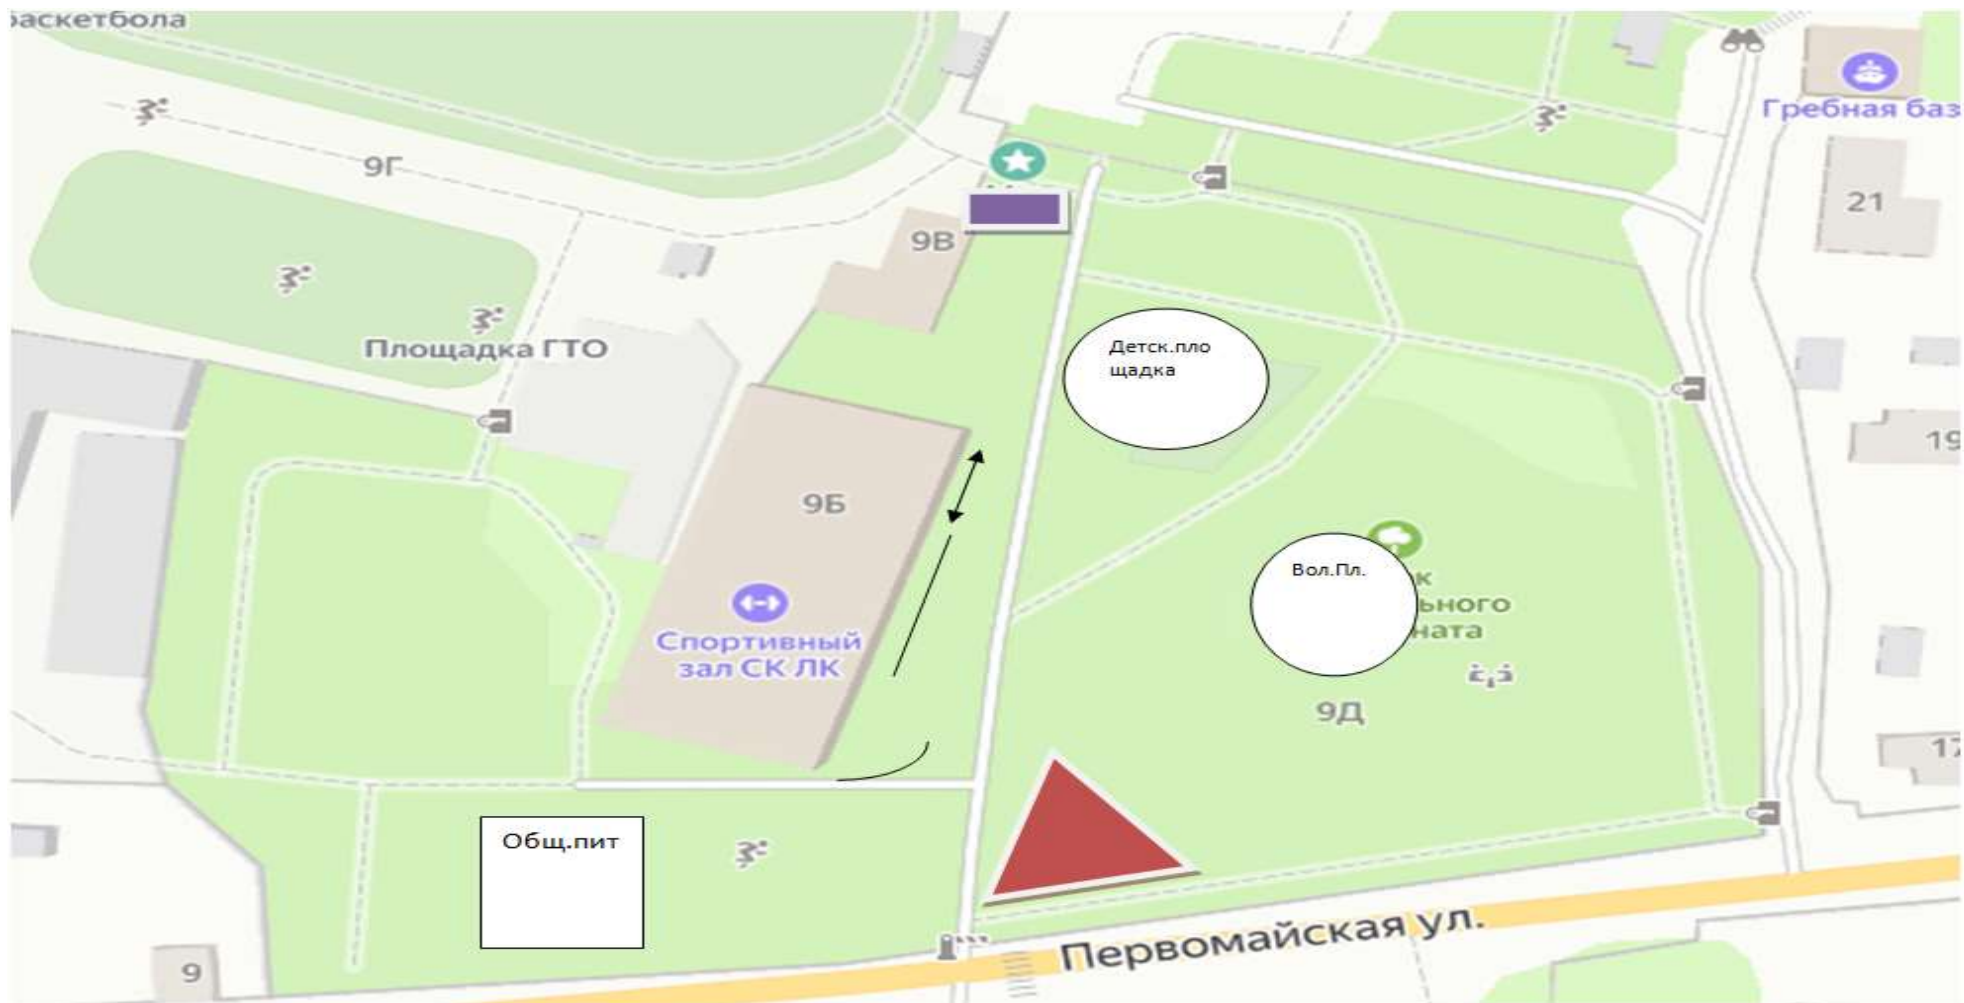 баскетбола
Гребная баз
9Г
21
9В
Площадка ГТО
Детск.пло
щадка
19
9Б
Вол.Пл.
к
ьного
ната
Спортивный
зал СК ЛК
9Д
17
Общ.пит
Первомайская ул.
9